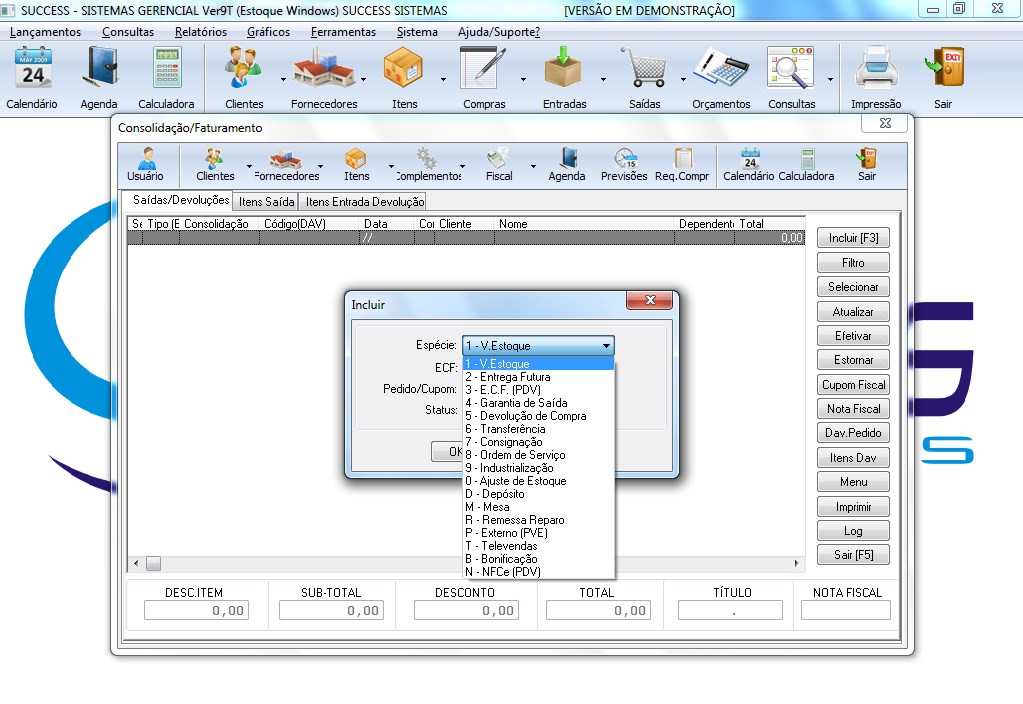 SUCCESS - SISTEMAS GERENCIAL Ver9T (Estoque Windows) SUCCESS SISTEMAS [VERSÃO EM DEMONSTRAÇÃO]
Lançamentos Consultas Relatórios Gráficos Ferramentas Sistema Ajuda/Suporte?
MAY 2009
24
Calendário Agenda Calculadora Clientes Fornecedores Itens Compras Entradas Saídas Orçamentos Consultas Impressão Sair
Consolidação/Faturamento
15
24
Usuário Clientes Fornecedores Itens Complementos Fiscal Agenda Previsões Req.Compr Calendário Calculadora Sair
Saídas/Devoluções Itens Saída Itens Entrada Devolução
Se Tipo (E Consolidação Código(DAV) Data Coi Cliente Nome Dependente Total
// 0,00
Incluir [F3]
Filtro
Selecionar
Atualizar
Efetivar
Estornar
Cupom Fiscal
Nota Fiscal
Dav.Pedido
Itens Dav
Menu
Imprimir
Log
Sair [F5]
Incluir
Espécie: 1 - V.Estoque
ECF:
Pedido/Cupom:
Status:
OK
1 - V.Estoque
2 - Entrega Futura
3 - E.C.F. (PDV)
4 - Garantia de Saída
5 - Devolução de Compra
6 - Transferência
7 - Consignação
8 - Ordem de Serviço
9 - Industrialização
0 - Ajuste de Estoque
D - Depósito
M - Mesa
R - Remessa Reparo
P - Externo (PVE)
T - Televendas
B - Bonificação
N - NFCe (PDV)
DESC.ITEM SUB-TOTAL DESCONTO TOTAL TÍTULO NOTA FISCAL
0,00 0,00 0,00 0,00 .
S